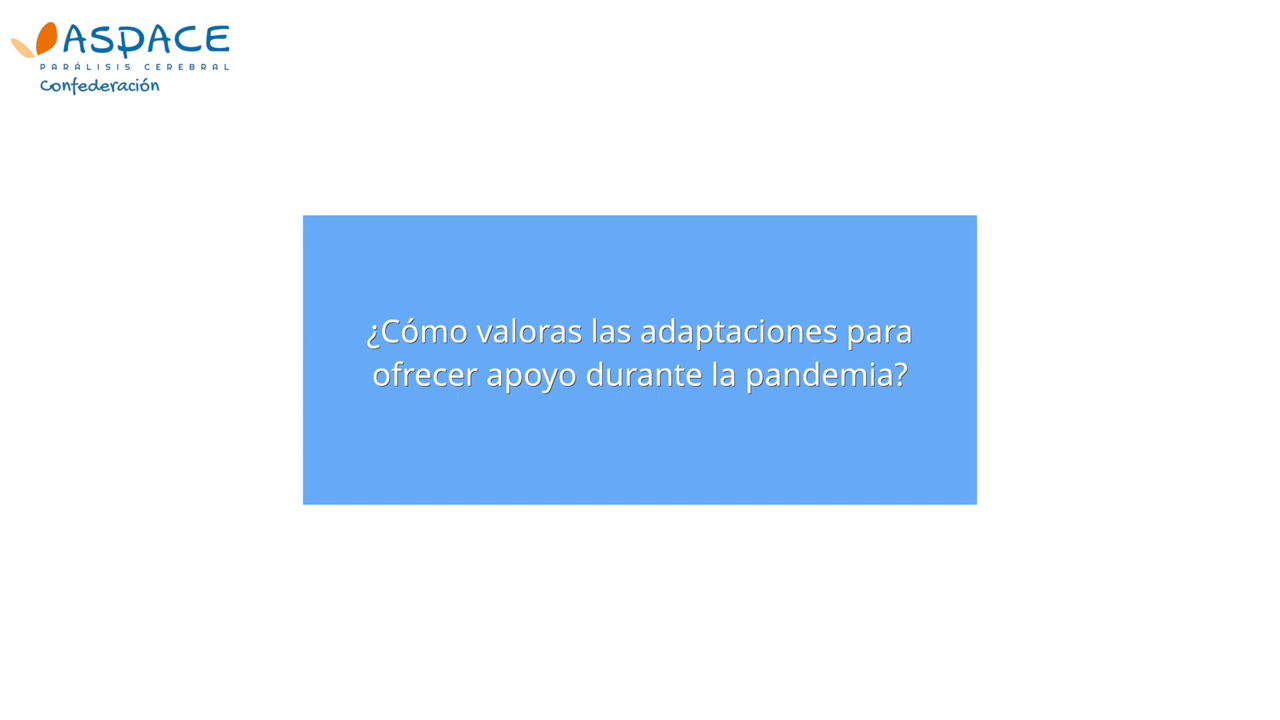 ASPACE
PARÁLISIS CEREBRAL
Confederación
¿Cómo valoras las adaptaciones para
ofrecer apoyo durante la pandemia?